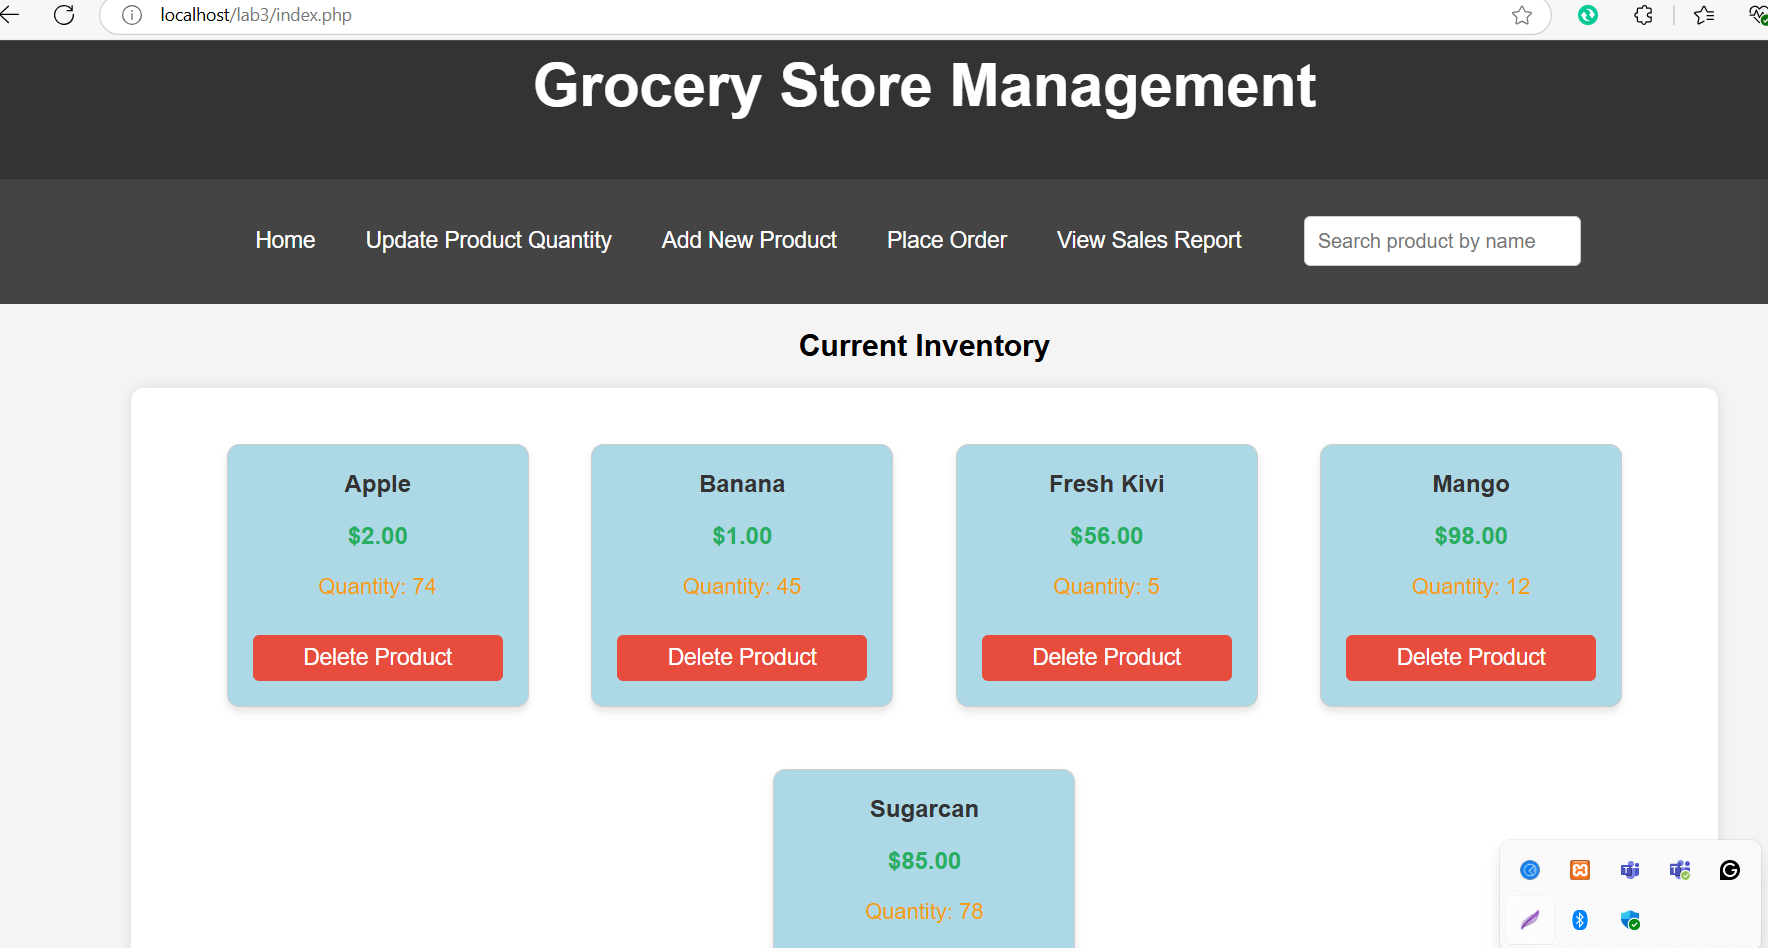 localhost/lab3/index.php
Grocery Store Management
Home Update Product Quantity Add New Product Place Order View Sales Report Search product by name
Current Inventory
Apple
$2.00
Quantity: 74
Delete Product
Banana
$1.00
Quantity: 45
Delete Product
Fresh Kivi
$56.00
Quantity: 5
Delete Product
Mango
$98.00
Quantity: 12
Delete Product
Sugarcan
$85.00
Quantity: 78